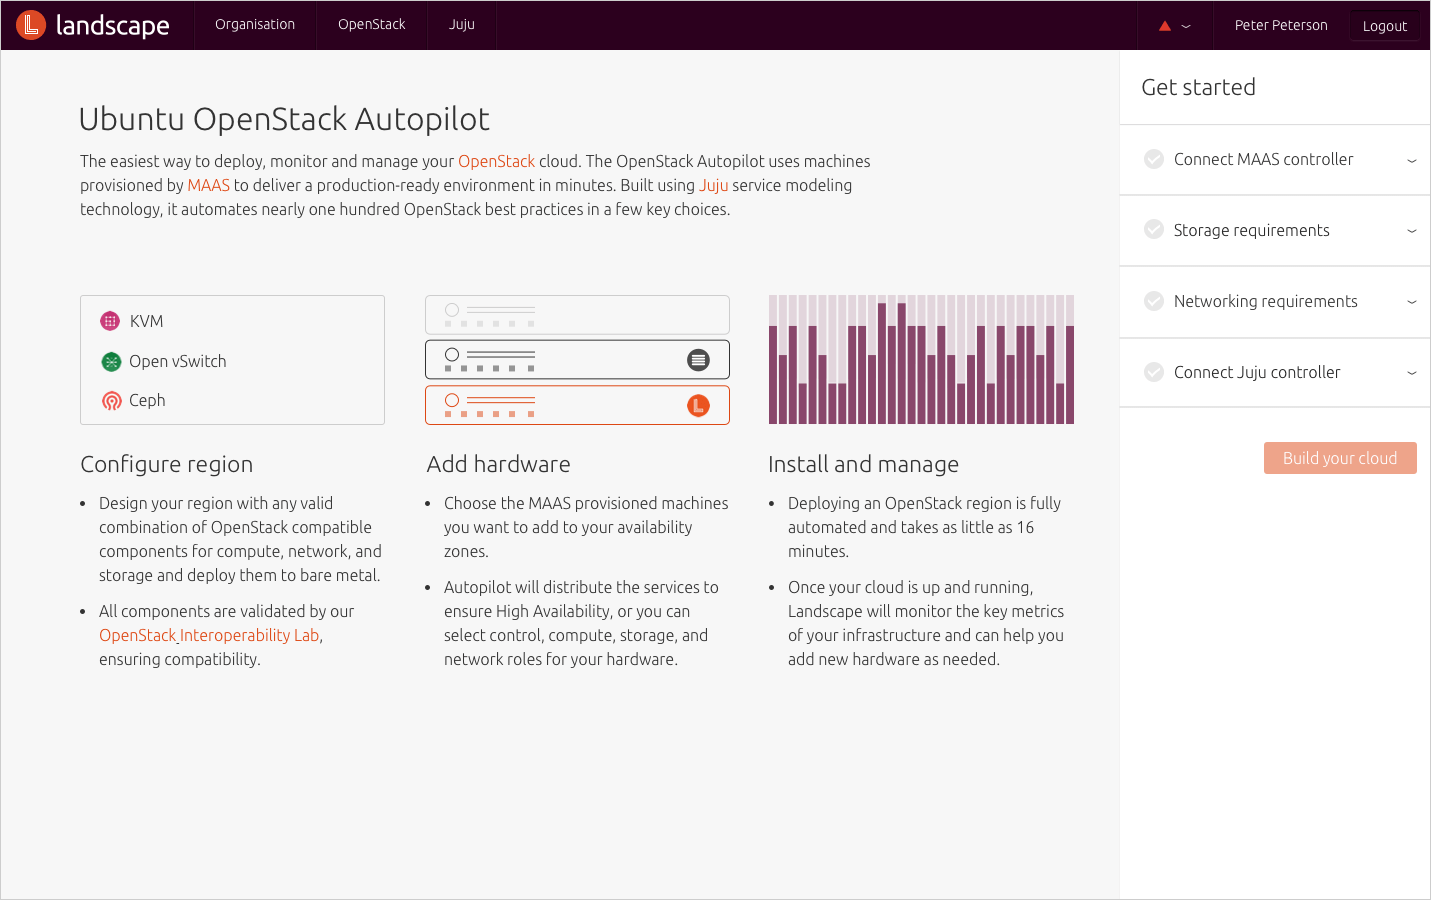 landscape
Organisation
OpenStack
Juju
Peter Peterson
Logout
Ubuntu OpenStack Autopilot
The easiest way to deploy, monitor and manage your OpenStack cloud. The OpenStack Autopilot uses machines
provisioned by MAAS to deliver a production-ready environment in minutes. Built using Juju service modeling
technology, it automates nearly one hundred OpenStack best practices in a few key choices.
KVM
Open vSwitch
Ceph
Configure region
• Design your region with any valid
combination of OpenStack compatible
components for compute, network, and
storage and deploy them to bare metal.
• All components are validated by our
OpenStack Interoperability Lab,
ensuring compatibility.
Add hardware
• Choose the MAAS provisioned machines
you want to add to your availability
zones.
• Autopilot will distribute the services to
ensure High Availability, or you can
select control, compute, storage, and
network roles for your hardware.
Install and manage
• Deploying an OpenStack region is fully
automated and takes as little as 16
minutes.
• Once your cloud is up and running,
Landscape will monitor the key metrics
of your infrastructure and can help you
add new hardware as needed.
Get started
Connect MAAS controller
Storage requirements
Networking requirements
Connect Juju controller
Build your cloud